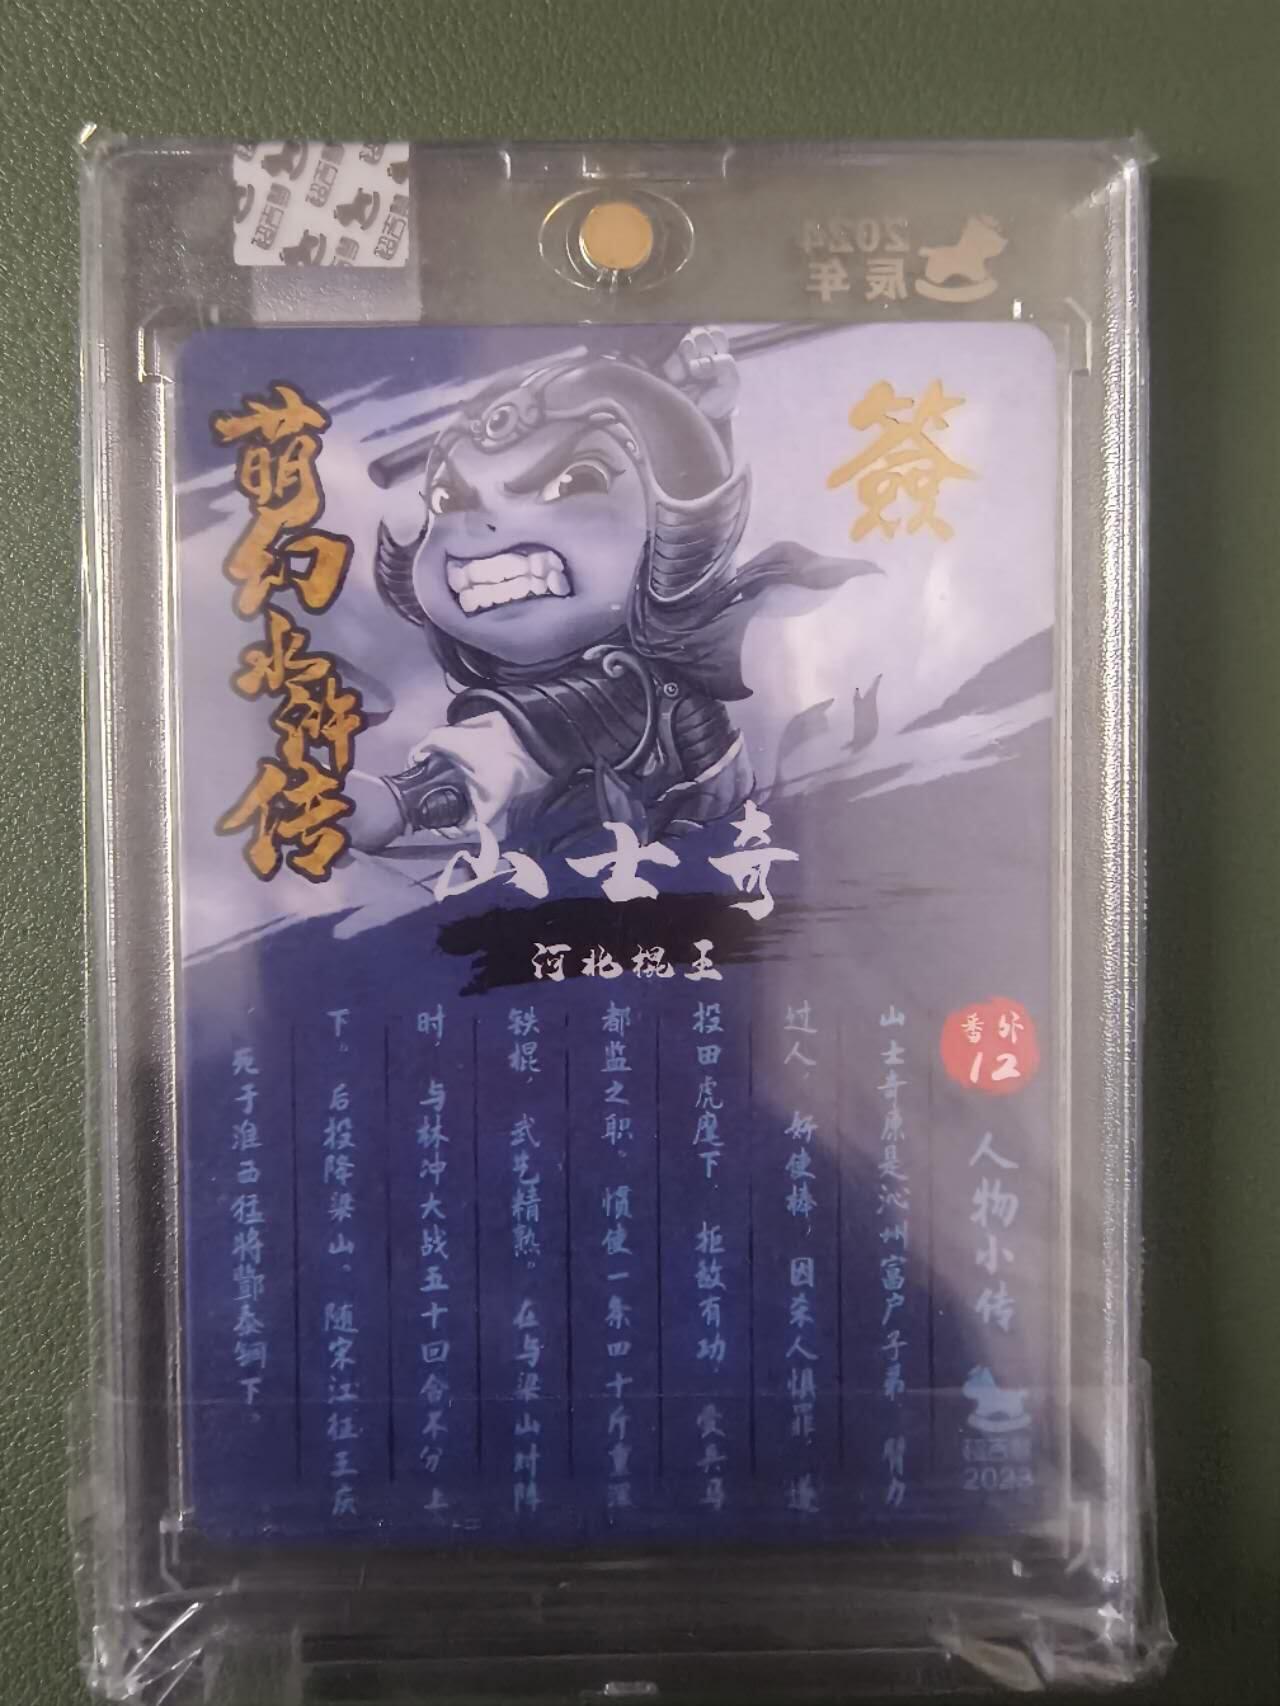 2024
辰年
萌幻水浒传
簽
山士奇
河北棍王
番外
12
人物小传
山士奇原是沁州富户子弟，膂力
过人，好使棒，因杀人惧罪，遂
投田虎麾下，拒敌有功，受兵马
都监之职。惯使一条四十斤重浑
铁棍，武艺精熟。在与梁山对阵
时，与林冲大战五十回合不分上
下。后投降梁山，随宋江征王庆，
死于淮西猛将酆泰锏下。
2023